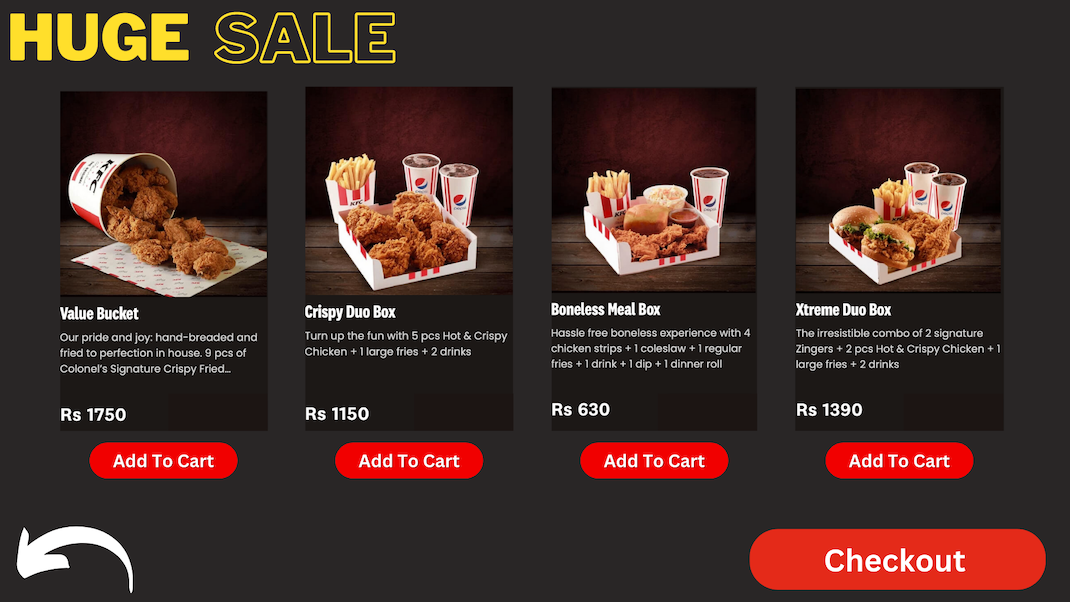 HUGE SALE
Value Bucket
Our pride and joy: hand-breaded and
fried to perfection in house. 9 pcs of
Colonel’s Signature Crispy Fried...
Rs 1750
Add To Cart
Crispy Duo Box
Turn up the fun with 5 pcs Hot & Crispy
Chicken + 1 large fries + 2 drinks
Rs 1150
Add To Cart
Boneless Meal Box
Hassle free boneless experience with 4
chicken strips + 1 coleslaw + 1 regular
fries + 1 drink + 1 dip + 1 dinner roll
Rs 630
Add To Cart
Xtreme Duo Box
The irresistible combo of 2 signature
Zingers + 2 pcs Hot & Crispy Chicken + 1
large fries + 2 drinks
Rs 1390
Add To Cart
Checkout
KFC
KFC